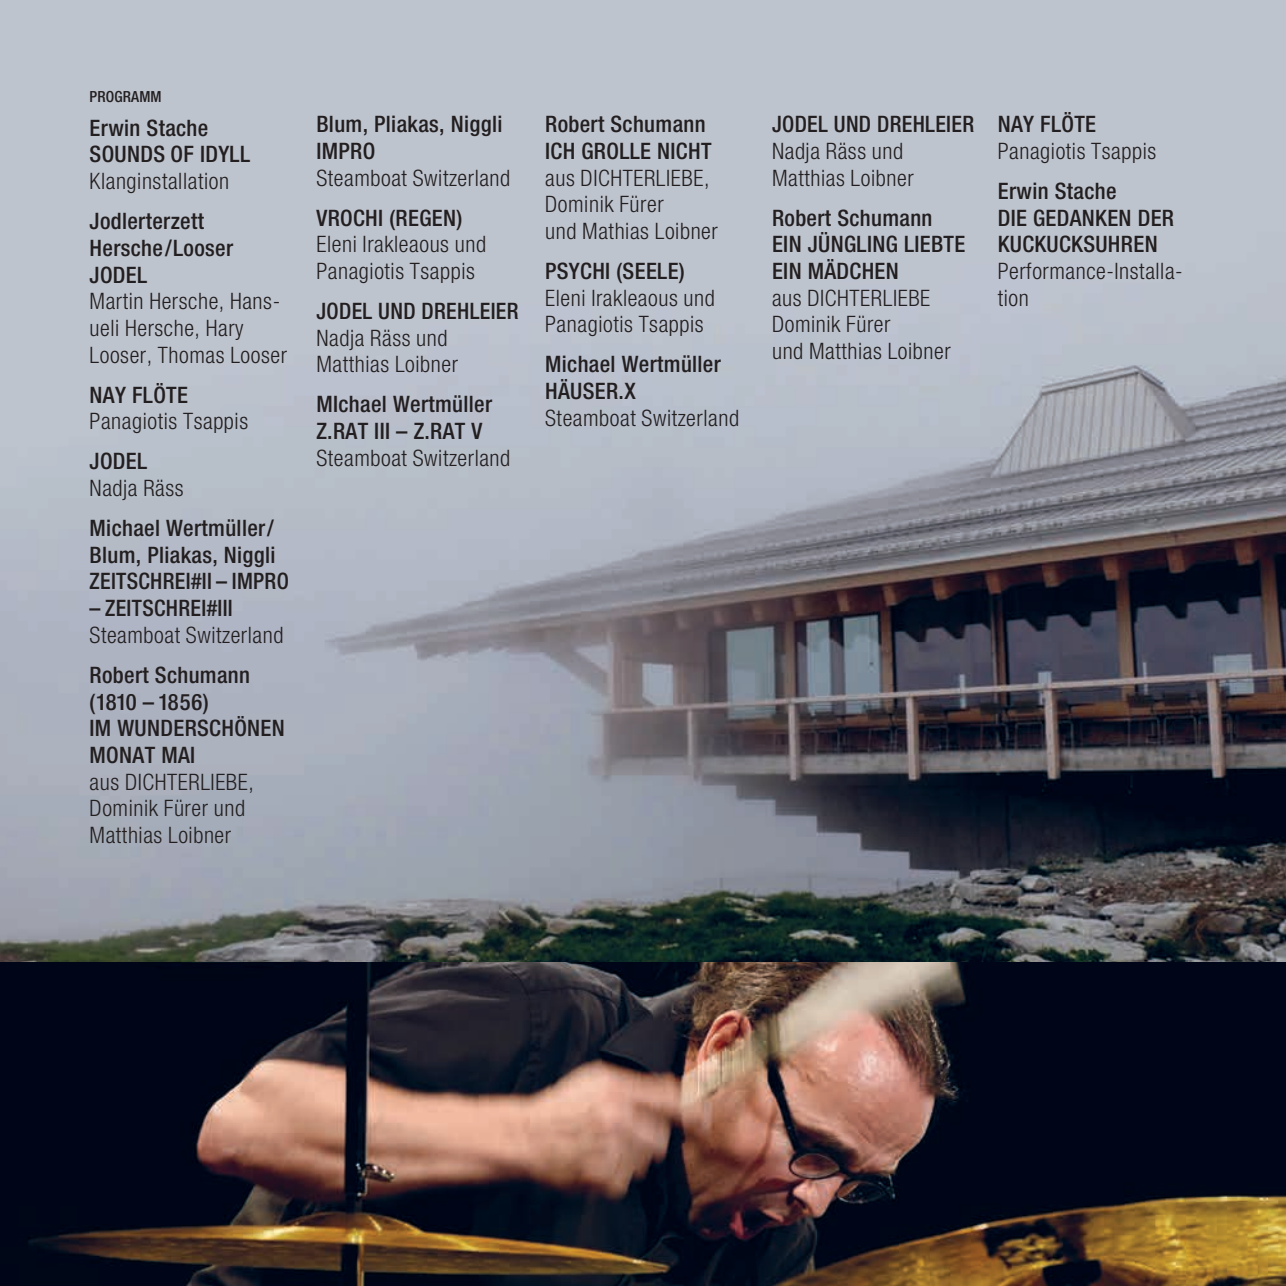 PROGRAMM
Erwin Stache
SOUNDS OF IDYLL
Klanginstallation
Jodlerterzett
Hersche/Looser
JODEL
Martin Hersche, Hans-
ueli Hersche, Hary
Looser, Thomas Looser
NAY FLÖTE
Panagiotis Tsappis
JODEL
Nadja Räss
Michael Wertmüller/
Blum, Pliakas, Niggli
ZEITSCHREI#II – IMPRO
– ZEITSCHREI#III
Steamboat Switzerland
Robert Schumann
(1810 – 1856)
IM WUNDERSCHÖNEN
MONAT MAI
aus DICHTERLIEBE,
Dominik Fürer und
Matthias Loibner
Blum, Pliakas, Niggli
IMPRO
Steamboat Switzerland
VROCHI (REGEN)
Eleni Irakleaous und
Panagiotis Tsappis
JODEL UND DREHLEIER
Nadja Räss und
Matthias Loibner
MIchael Wertmüller
Z.RAT III – Z.RAT V
Steamboat Switzerland
Robert Schumann
ICH GROLLE NICHT
aus DICHTERLIEBE,
Dominik Fürer
und Mathias Loibner
PSYCHI (SEELE)
Eleni Irakleaous und
Panagiotis Tsappis
Michael Wertmüller
HÄUSER.X
Steamboat Switzerland
JODEL UND DREHLEIER
Nadja Räss und
Matthias Loibner
Robert Schumann
EIN JÜNGLING LIEBTE
EIN MÄDCHEN
aus DICHTERLIEBE
Dominik Fürer
und Matthias Loibner
NAY FLÖTE
Panagiotis Tsappis
Erwin Stache
DIE GEDANKEN DER
KUCKUCKSUHREN
Performance-Installa-
tion